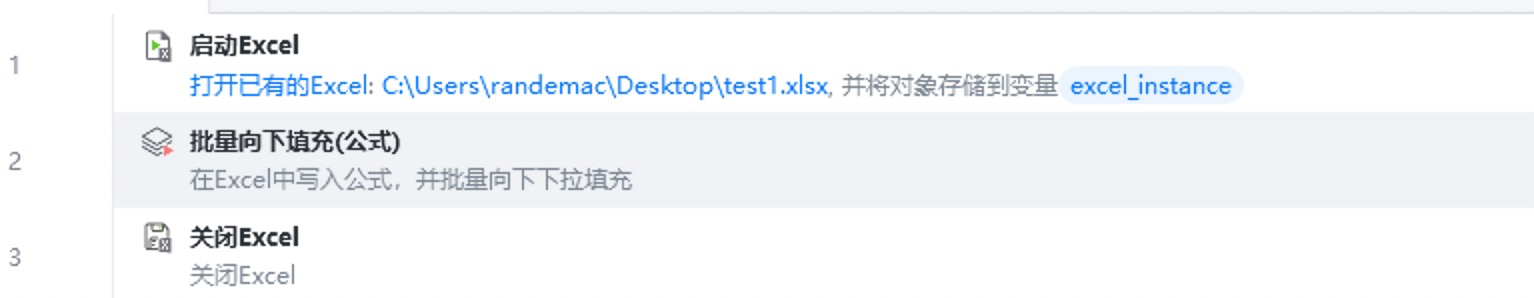 1
启动Excel
打开已有的Excel: C:\Users\randemac\Desktop\test1.xlsx, 并将对象存储到变量 excel_instance
2
批量向下填充(公式)
在Excel中写入公式，并批量向下下拉填充
3
关闭Excel
关闭Excel